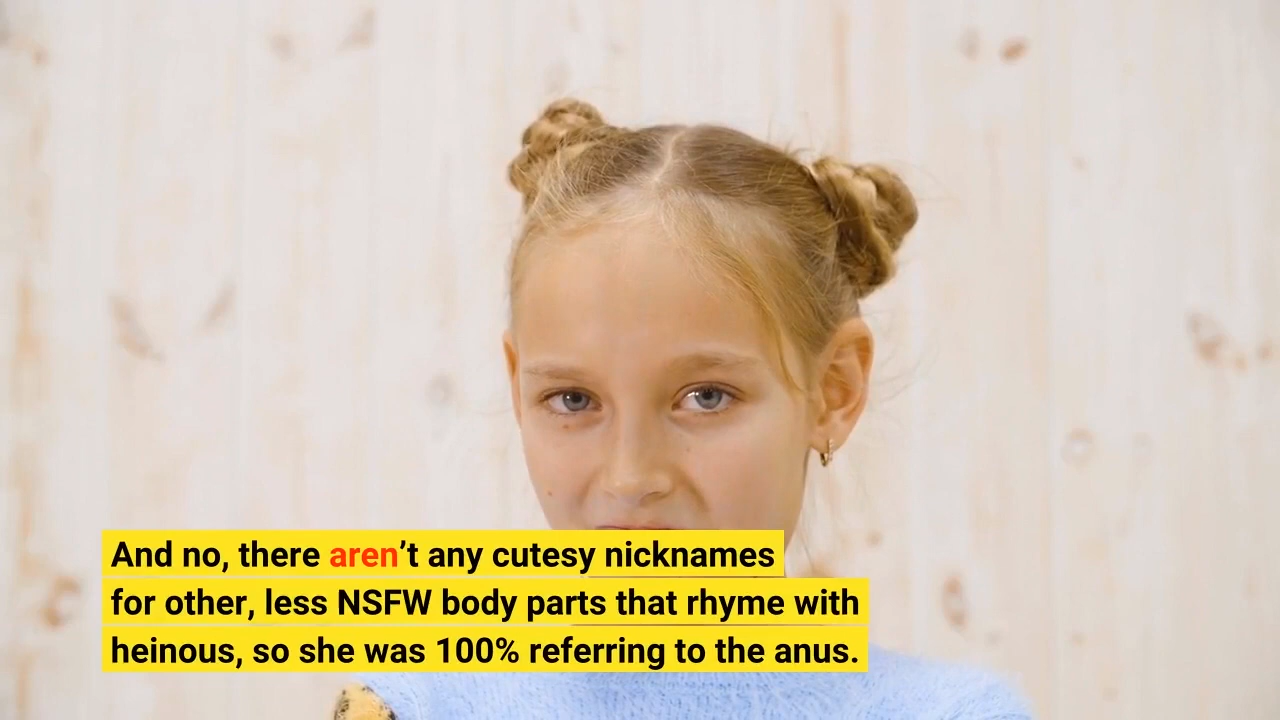 And no, there aren’t any cutesy nicknames
for other, less NSFW body parts that rhyme with
heinous, so she was 100% referring to the anus.